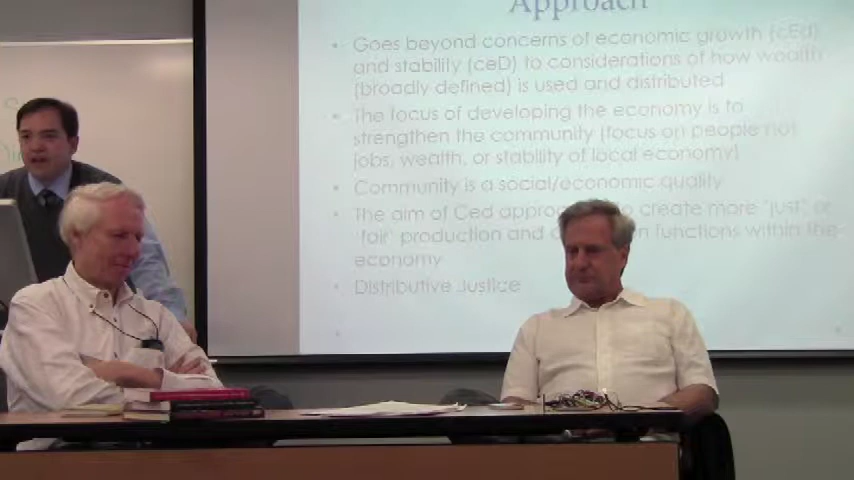 Approach
• Goes beyond concerns of economic growth (cEd)
and stability (ceD) to considerations of how wealth
(broadly defined) is used and distributed
• The focus of developing the economy is to
strengthen the community (focus on people not
jobs, wealth, or stability of local economy)
• Community is a social/economic quality
• The aim of Ced to create more "just" or
"fair" production and functions within the
economy
• Distributive Justice